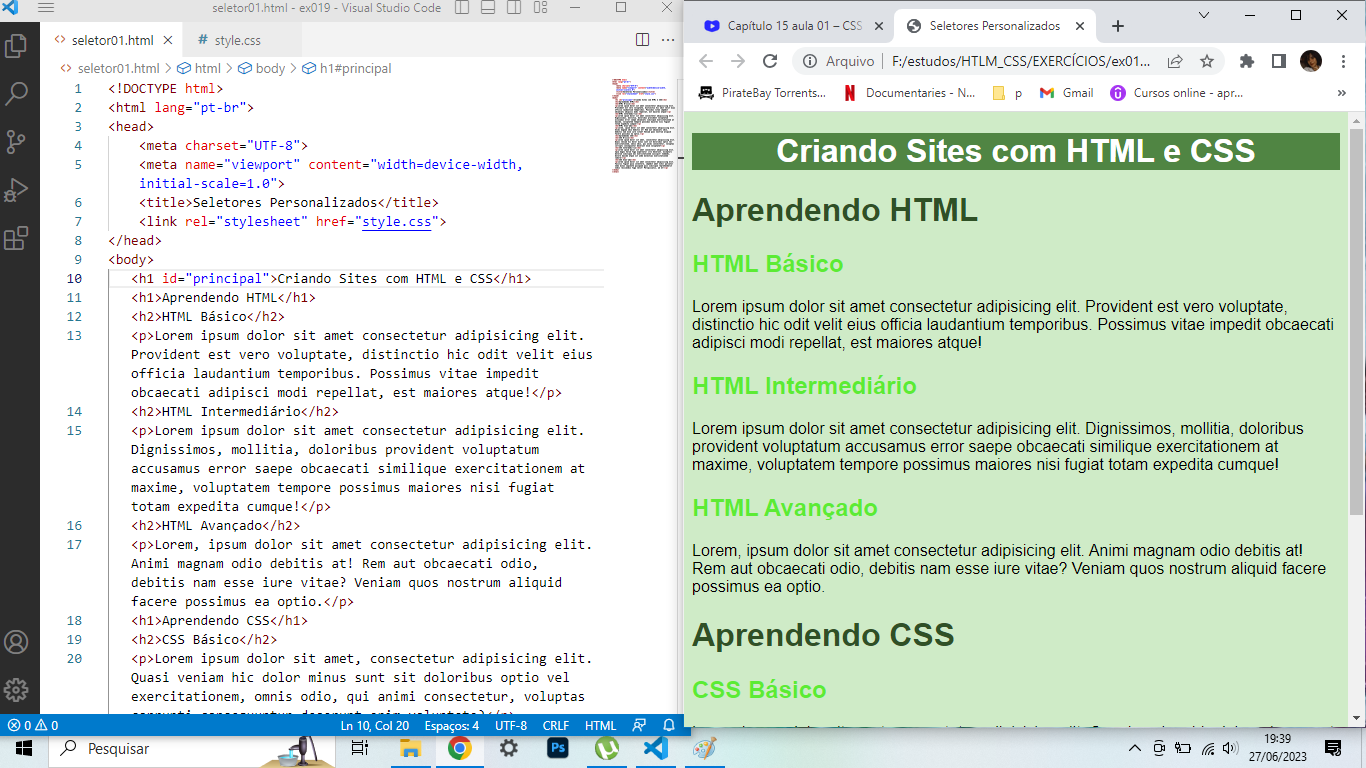 seletor01.html - ex019 - Visual Studio Code
seletor01.html
# style.css
seletor01.html > html > body > h1#principal
1 <!DOCTYPE html>
2 <html lang="pt-br">
3 <head>
4 <meta charset="UTF-8">
5 <meta name="viewport" content="width=device-width,
initial-scale=1.0">
6 <title>Seletores Personalizados</title>
7 <link rel="stylesheet" href="style.css">
8 </head>
9 <body>
10 <h1 id="principal">Criando Sites com HTML e CSS</h1>
11 <h1>Aprendendo HTML</h1>
12 <h2>HTML Básico</h2>
13 <p>Lorem ipsum dolor sit amet consectetur adipisicing elit.
Provident est vero voluptate, distinctio hic odit velit eius
officia laudantium temporibus. Possimus vitae impedit
obcaecati adipisci modi repellat, est maiores atque!</p>
14 <h2>HTML Intermediário</h2>
15 <p>Lorem ipsum dolor sit amet consectetur adipisicing elit.
Dignissimos, mollitia, doloribus provident voluptatum
accusamus error saepe obcaecati similique exercitationem at
maxime, voluptatem tempore possimus maiores nisi fugiat
totam expedita cumque!</p>
16 <h2>HTML Avançado</h2>
17 <p>Lorem, ipsum dolor sit amet consectetur adipisicing elit.
Animi magnam odio debitis at! Rem aut obcaecati odio,
debitis nam esse iure vitae? Veniam quos nostrum aliquid
facere possimus ea optio.</p>
18 <h1>Aprendendo CSS</h1>
19 <h2>CSS Básico</h2>
20 <p>Lorem ipsum dolor sit amet, consectetur adipisicing elit.
Quasi veniam hic dolor minus sunt sit doloribus optio vel
exercitationem, omnis odio, qui animi consectetur, voluptas
0 0 Ln 10, Col 20 Espaços: 4 UTF-8 CRLF HTML
Capítulo 15 aula 01 – CSS
Seletores Personalizados
Arquivo | F:/estudos/HTLM_CSS/EXERCÍCIOS/ex01...
PirateBay Torrents...
Documentaries - N...
p
Gmail
Cursos online - apr...
Criando Sites com HTML e CSS
Aprendendo HTML
HTML Básico
Lorem ipsum dolor sit amet consectetur adipisicing elit. Provident est vero voluptate,
distinctio hic odit velit eius officia laudantium temporibus. Possimus vitae impedit obcaecati
adipisci modi repellat, est maiores atque!
HTML Intermediário
Lorem ipsum dolor sit amet consectetur adipisicing elit. Dignissimos, mollitia, doloribus
provident voluptatum accusamus error saepe obcaecati similique exercitationem at
maxime, voluptatem tempore possimus maiores nisi fugiat totam expedita cumque!
HTML Avançado
Lorem, ipsum dolor sit amet consectetur adipisicing elit. Animi magnam odio debitis at!
Rem aut obcaecati odio, debitis nam esse iure vitae? Veniam quos nostrum aliquid facere
possimus ea optio.
Aprendendo CSS
CSS Básico
Pesquisar
Ps
19:39
27/06/2023